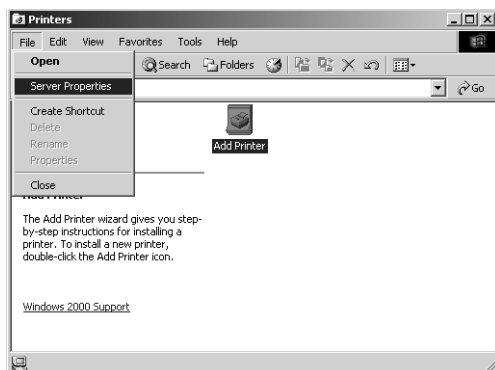 Printers
File Edit View Favorites Tools Help
Open
Search Folders
Server Properties
Go
Create Shortcut
Delete
Rename
Properties
Close
Add Printer
The Add Printer wizard gives you step-
by-step instructions for installing a
printer. To install a new printer,
double-click the Add Printer icon.
Windows 2000 Support